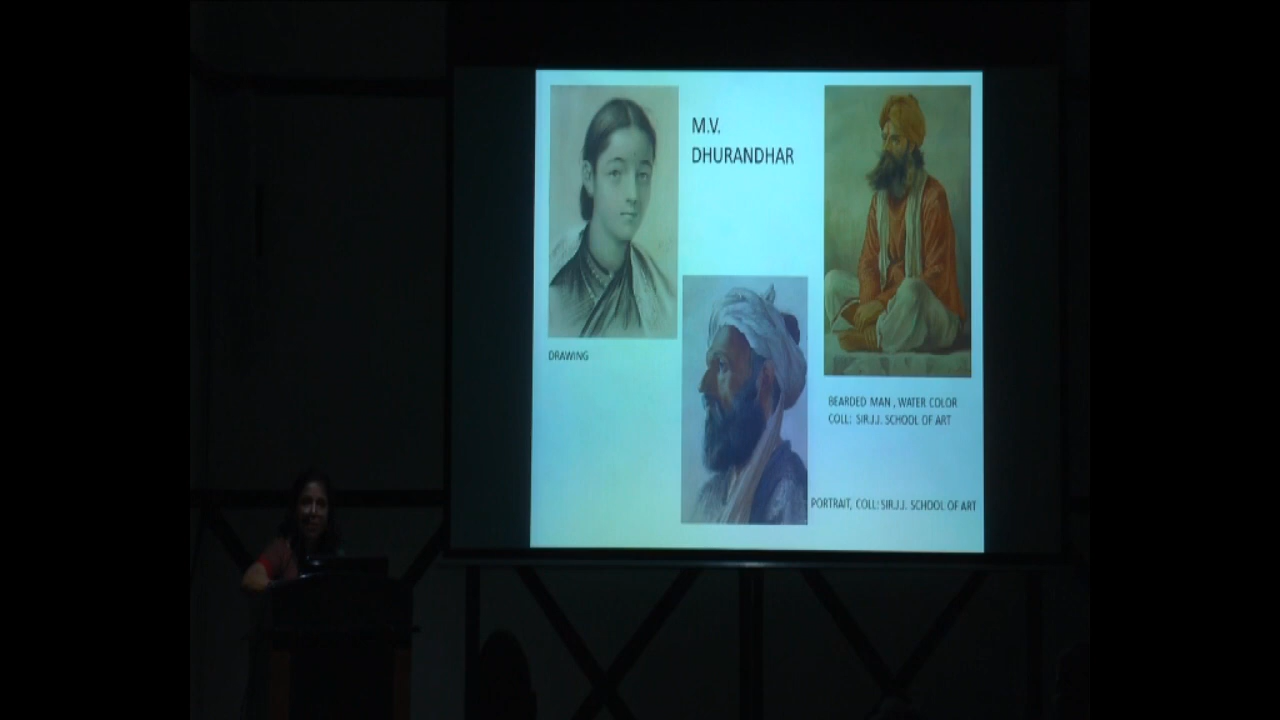 M.V.
DHURANDHAR
DRAWING
BEARDED MAN , WATER COLOR
COLL: SIR.J.J. SCHOOL OF ART
PORTRAIT, COLL: SIR.J.J. SCHOOL OF ART